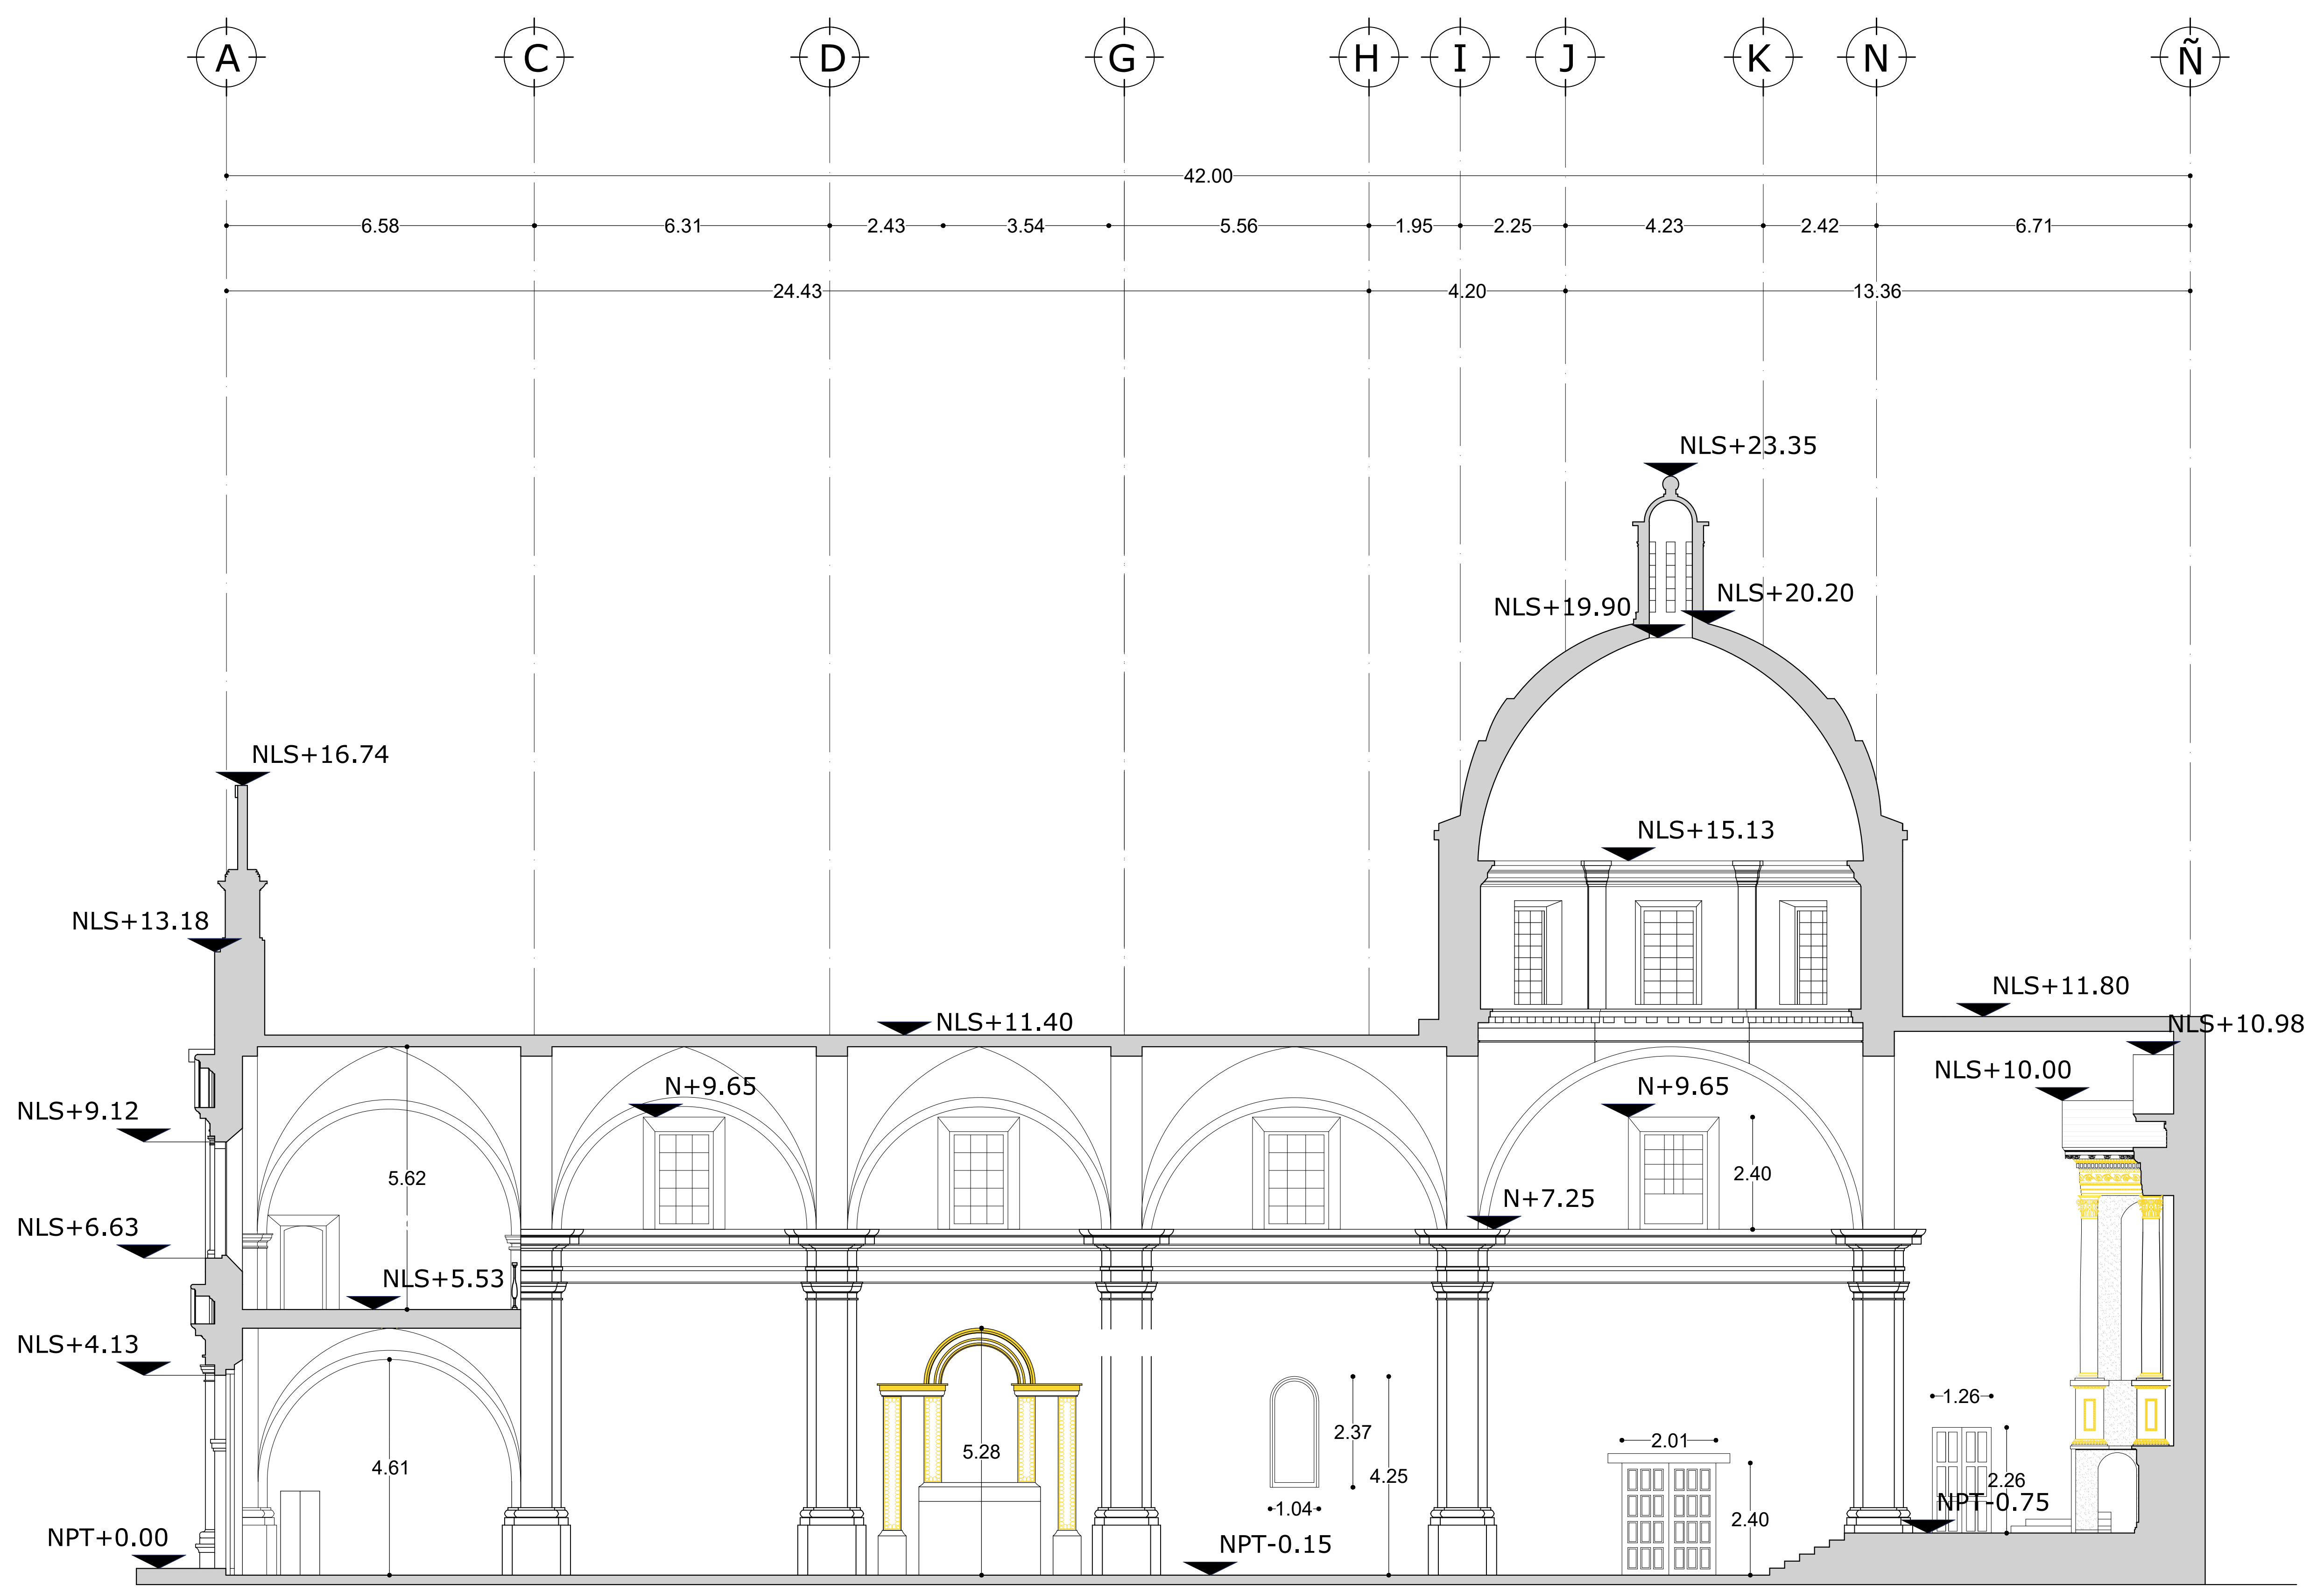 A C D G H I J K N Ñ
42.00
6.58 6.31 2.43 3.54 5.56 1.95 2.25 4.23 2.42 6.71
24.43 4.20 13.36
NLS+23.35
NLS+20.20
NLS+19.90
NLS+16.74
NLS+15.13
NLS+13.18
NLS+11.80
NLS+11.40
NLS+10.98
NLS+10.00
N+9.65
N+9.65
NLS+9.12
5.62
2.40
N+7.25
NLS+6.63
NLS+5.53
NLS+4.13
1.26
2.37
2.01
5.28
4.61
4.25
2.26
NPT-0.75
1.04
2.40
NPT+0.00
NPT-0.15